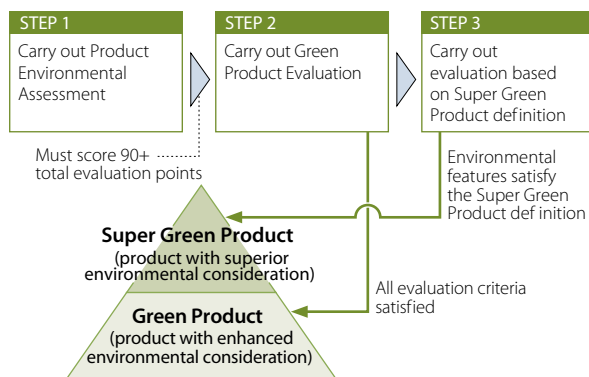 STEP 1
Carry out Product
Environmental
Assessment
STEP 2
Carry out Green
Product Evaluation
STEP 3
Carry out
evaluation based
on Super Green
Product definition
Must score 90+
total evaluation points
Environmental
features satisfy
the Super Green
Product def inition
Super Green Product
(product with superior
environmental consideration)
All evaluation criteria
satisfied
Green Product
(product with enhanced
environmental consideration)